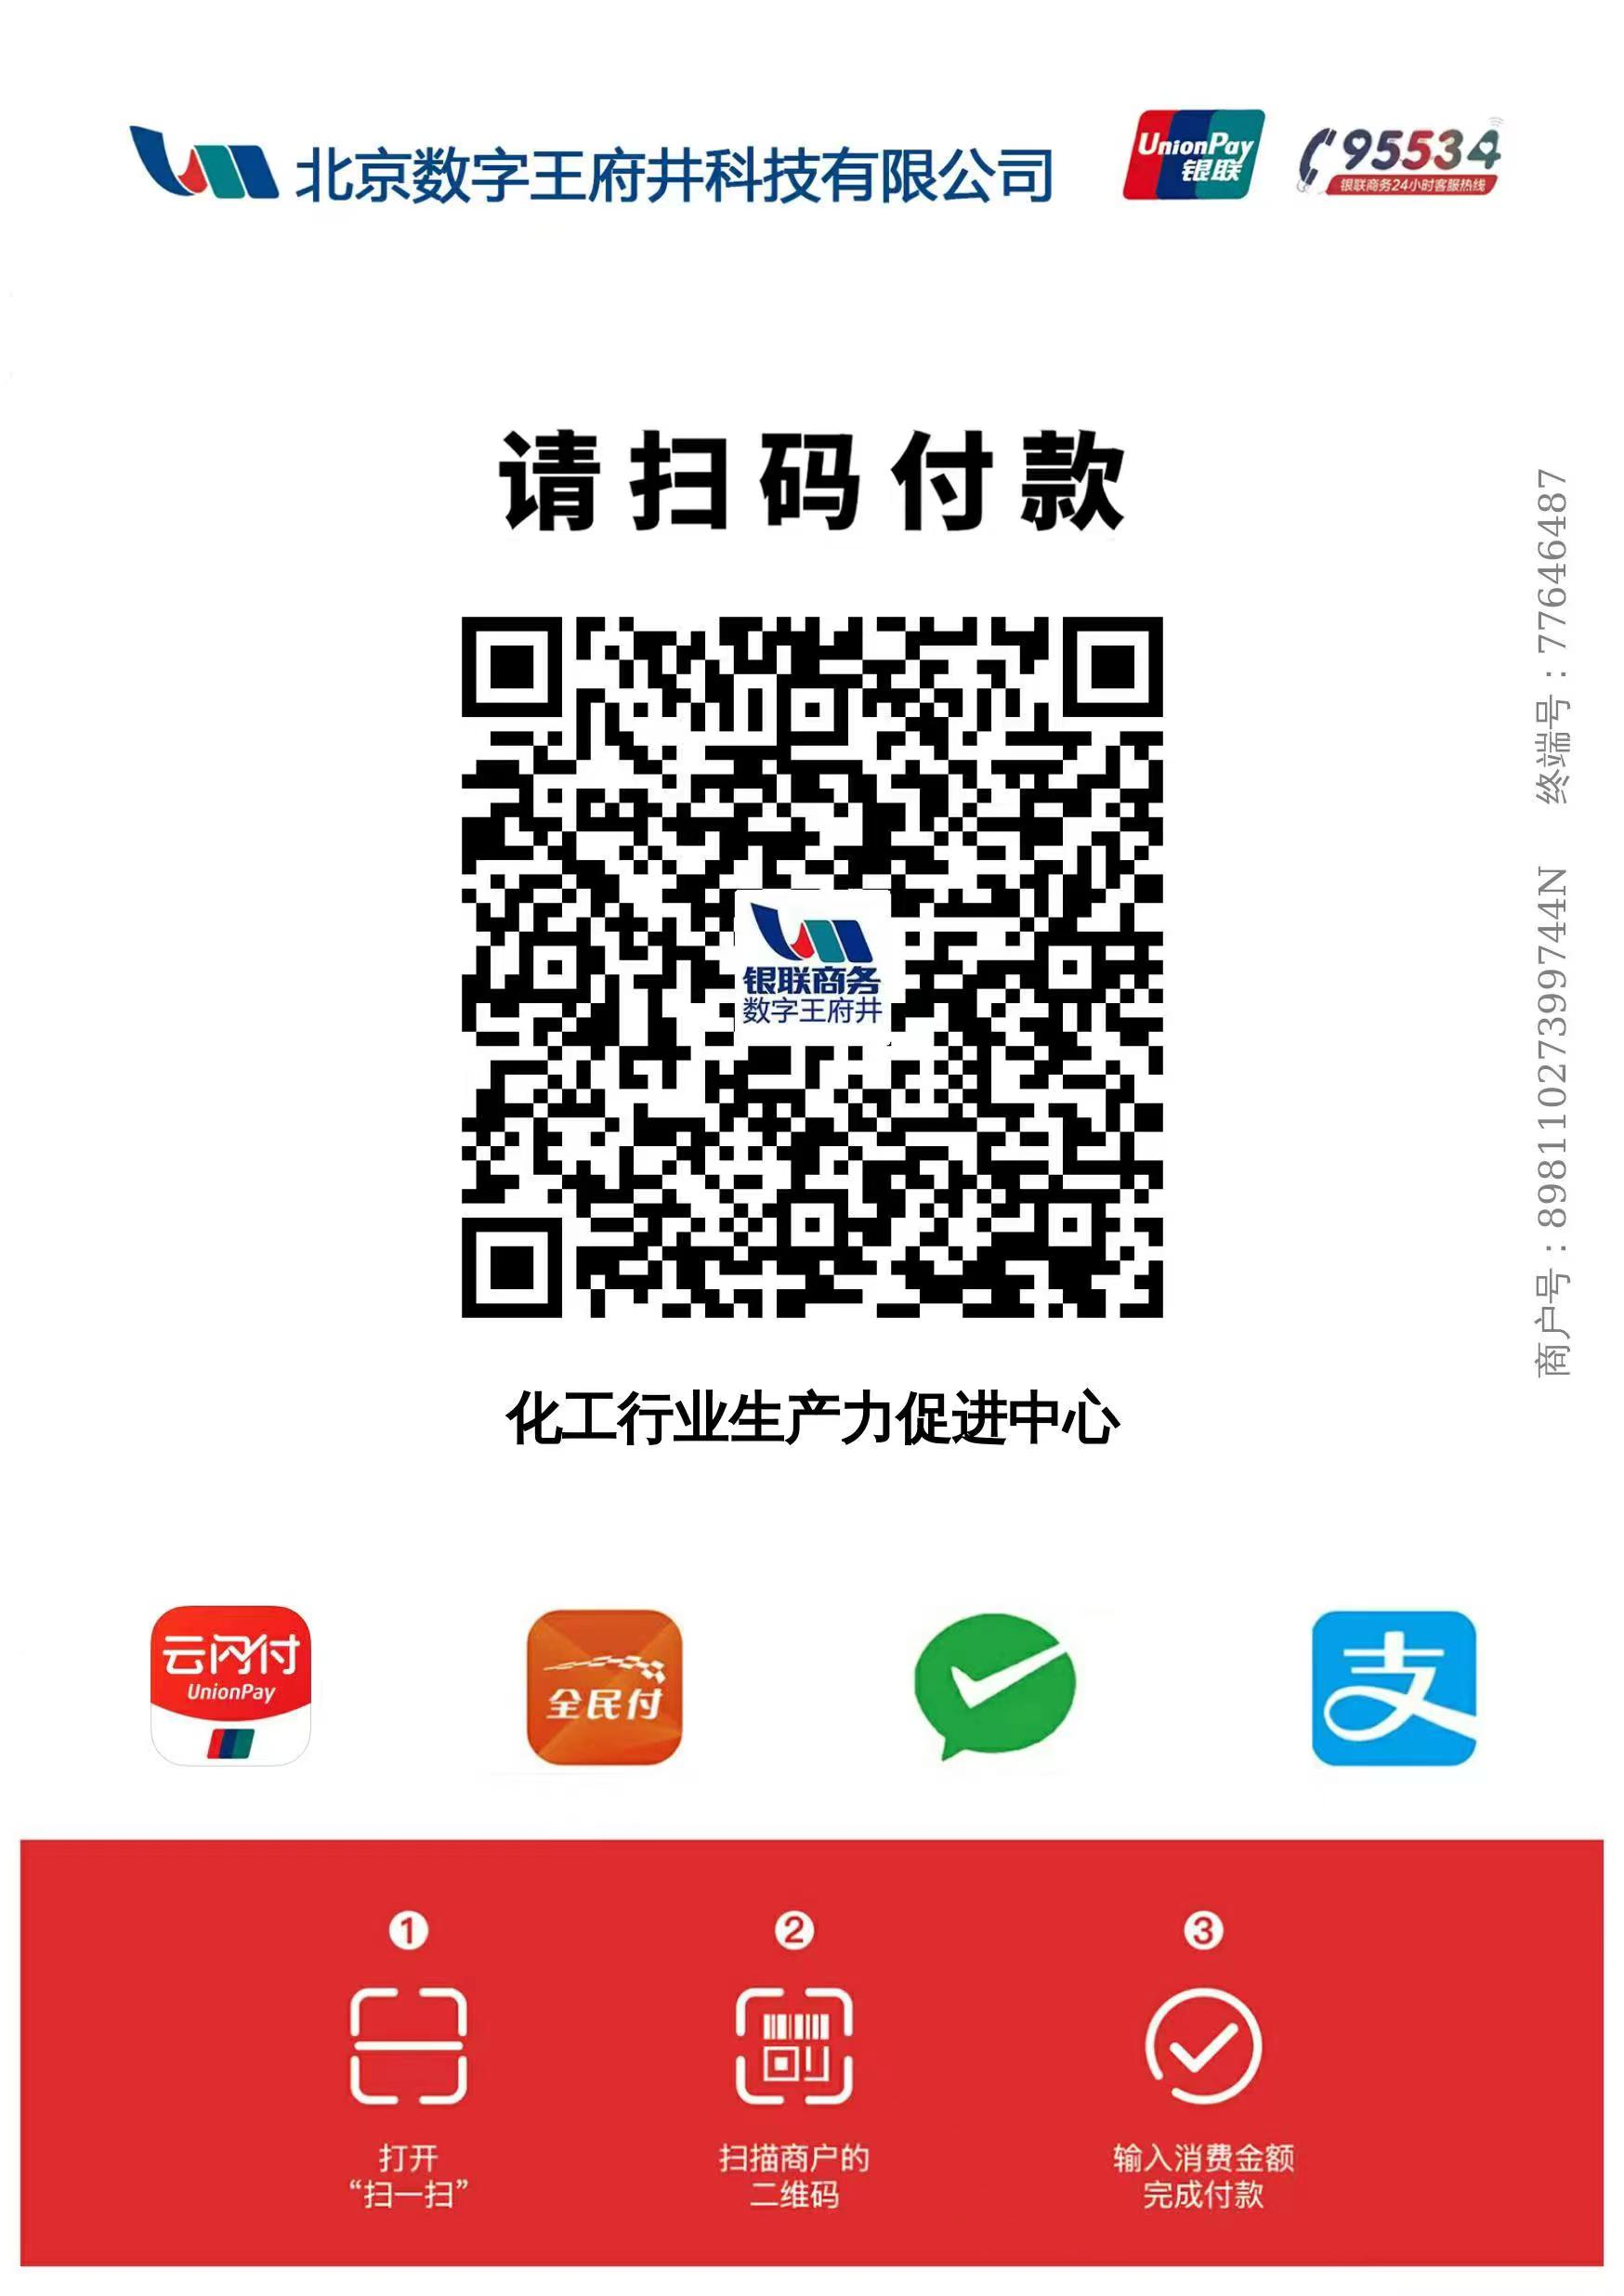 北京数字王府井科技有限公司
UnionPay
银联
95534
银联商务24小时客服热线
请扫码付款
银联商务
数字王府井
商户号：89811027399744N 终端号：77646487
化工行业生产力促进中心
云闪付
UnionPay
全民付
支
1
打开
“扫一扫”
2
扫描商户的
二维码
3
输入消费金额
完成付款